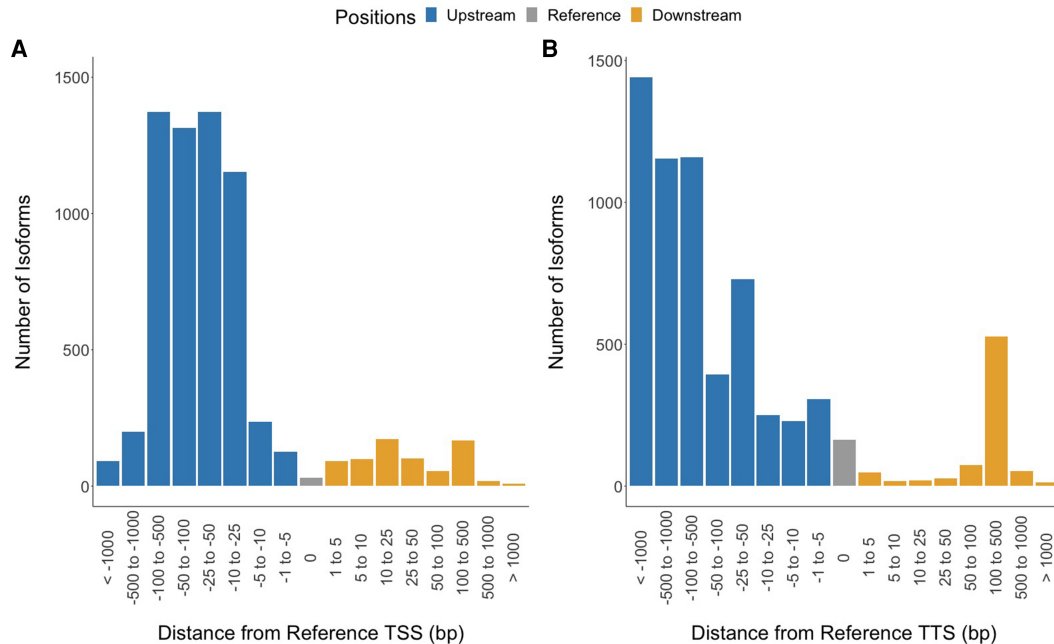 Positions Upstream Reference Downstream
A
1500
1000
500
0
Number of Isoforms
< -1000
-500 to -1000
-100 to -500
-50 to -100
-25 to -50
-10 to -25
-5 to -10
-1 to -5
0
1 to 5
5 to 10
10 to 25
25 to 50
50 to 100
100 to 500
500 to 1000
> 1000
Distance from Reference TSS (bp)
B
1500
1000
500
0
Number of Isoforms
< -1000
-500 to -1000
-100 to -500
-50 to -100
-25 to -50
-10 to -25
-5 to -10
-1 to -5
0
1 to 5
5 to 10
10 to 25
25 to 50
50 to 100
100 to 500
500 to 1000
> 1000
Distance from Reference TTS (bp)